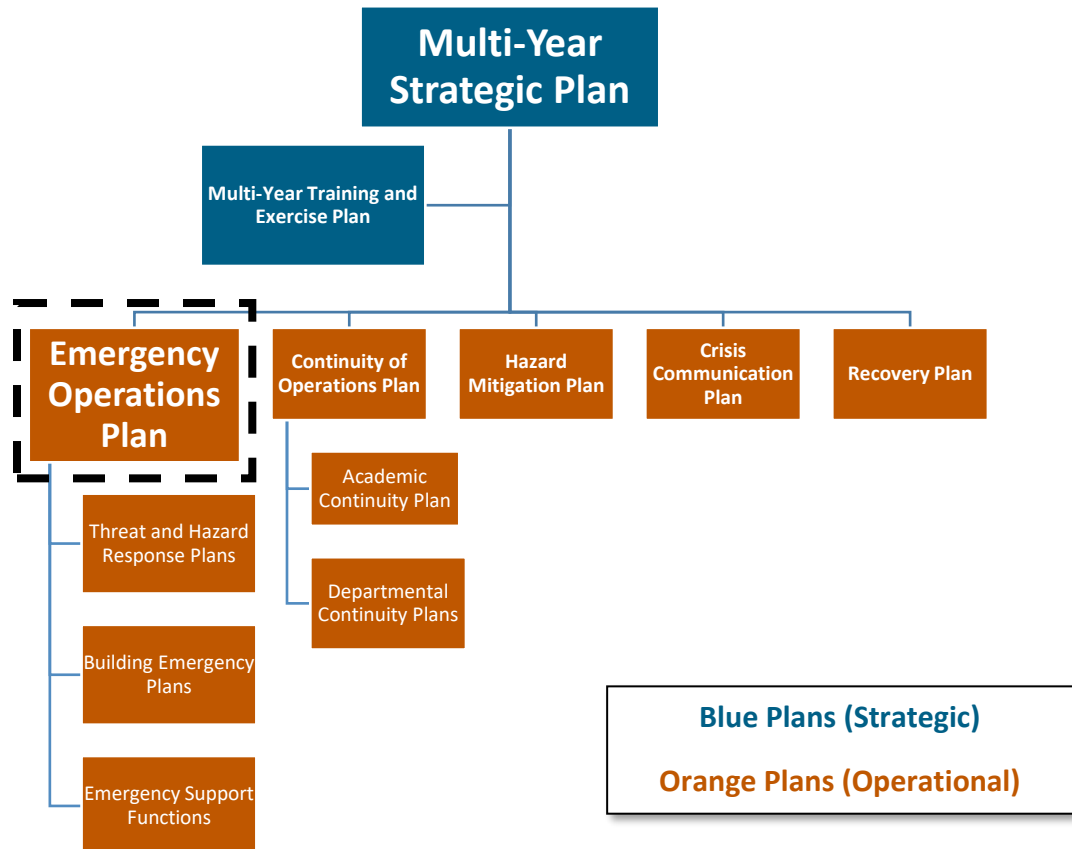 Multi-Year
Strategic Plan
Multi-Year Training and
Exercise Plan
Emergency
Operations
Plan
Continuity of
Operations Plan
Hazard
Mitigation Plan
Crisis
Communication
Plan
Recovery Plan
Academic
Continuity Plan
Threat and Hazard
Response Plans
Departmental
Continuity Plans
Building Emergency
Plans
Emergency Support
Functions
Blue Plans (Strategic)
Orange Plans (Operational)